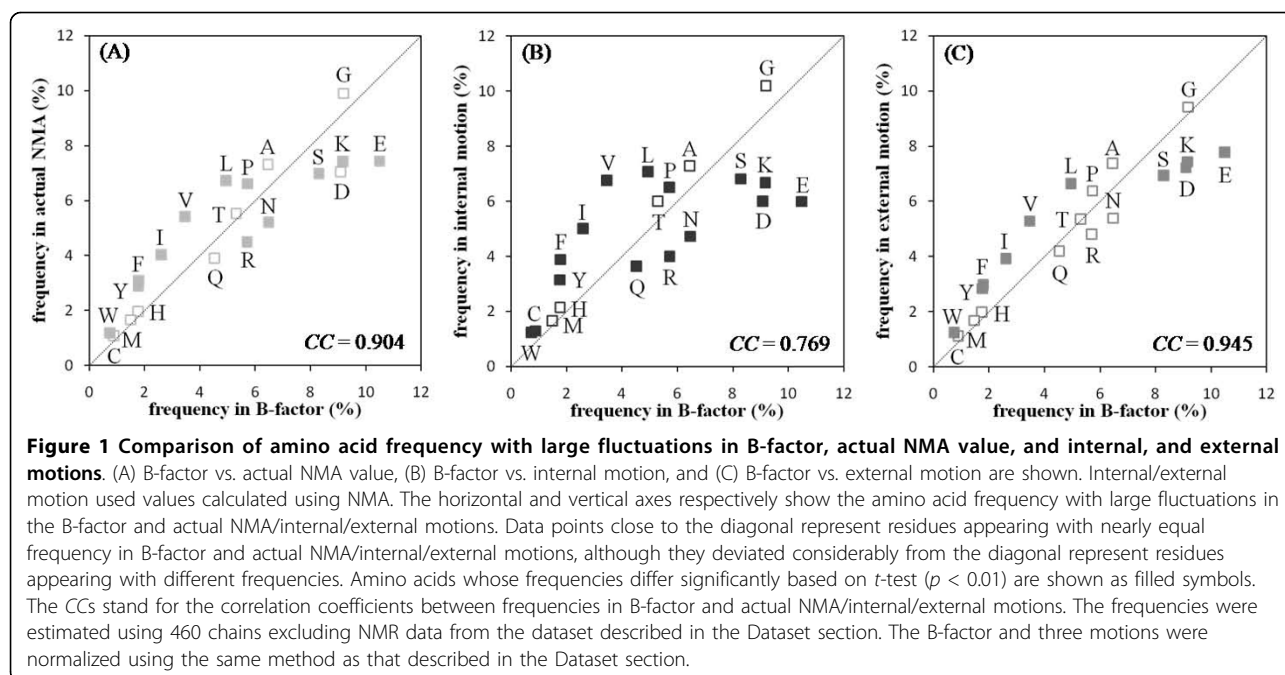 (A)
12
10
8
6
4
2
0
frequency in actual NMA (%)
G
A
K
E
L
P
S
D
V
T
N
I
R
F
Q
Y
W
H
M
C
CC = 0.904
0 2 4 6 8 10 12
frequency in B-factor (%)
(B)
12
10
8
6
4
2
0
frequency in internal motion (%)
G
V
L
A
P
S
K
E
I
T
D
F
N
Y
Q
R
C
H
M
W
CC = 0.769
0 2 4 6 8 10 12
frequency in B-factor (%)
(C)
12
10
8
6
4
2
0
frequency in external motion (%)
G
A
K
L
P
S
E
D
V
T
N
I
R
F
Q
Y
W
H
M
C
CC = 0.945
0 2 4 6 8 10 12
frequency in B-factor (%)
Figure 1 Comparison of amino acid frequency with large fluctuations in B-factor, actual NMA value, and internal, and external
motions. (A) B-factor vs. actual NMA value, (B) B-factor vs. internal motion, and (C) B-factor vs. external motion are shown. Internal/external
motion used values calculated using NMA. The horizontal and vertical axes respectively show the amino acid frequency with large fluctuations in
the B-factor and actual NMA/internal/external motions. Data points close to the diagonal represent residues appearing with nearly equal
frequency in B-factor and actual NMA/internal/external motions, although they deviated considerably from the diagonal represent residues
appearing with different frequencies. Amino acids whose frequencies differ significantly based on t-test (p < 0.01) are shown as filled symbols.
The CCs stand for the correlation coefficients between frequencies in B-factor and actual NMA/internal/external motions. The frequencies were
estimated using 460 chains excluding NMR data from the dataset described in the Dataset section. The B-factor and three motions were
normalized using the same method as that described in the Dataset section.